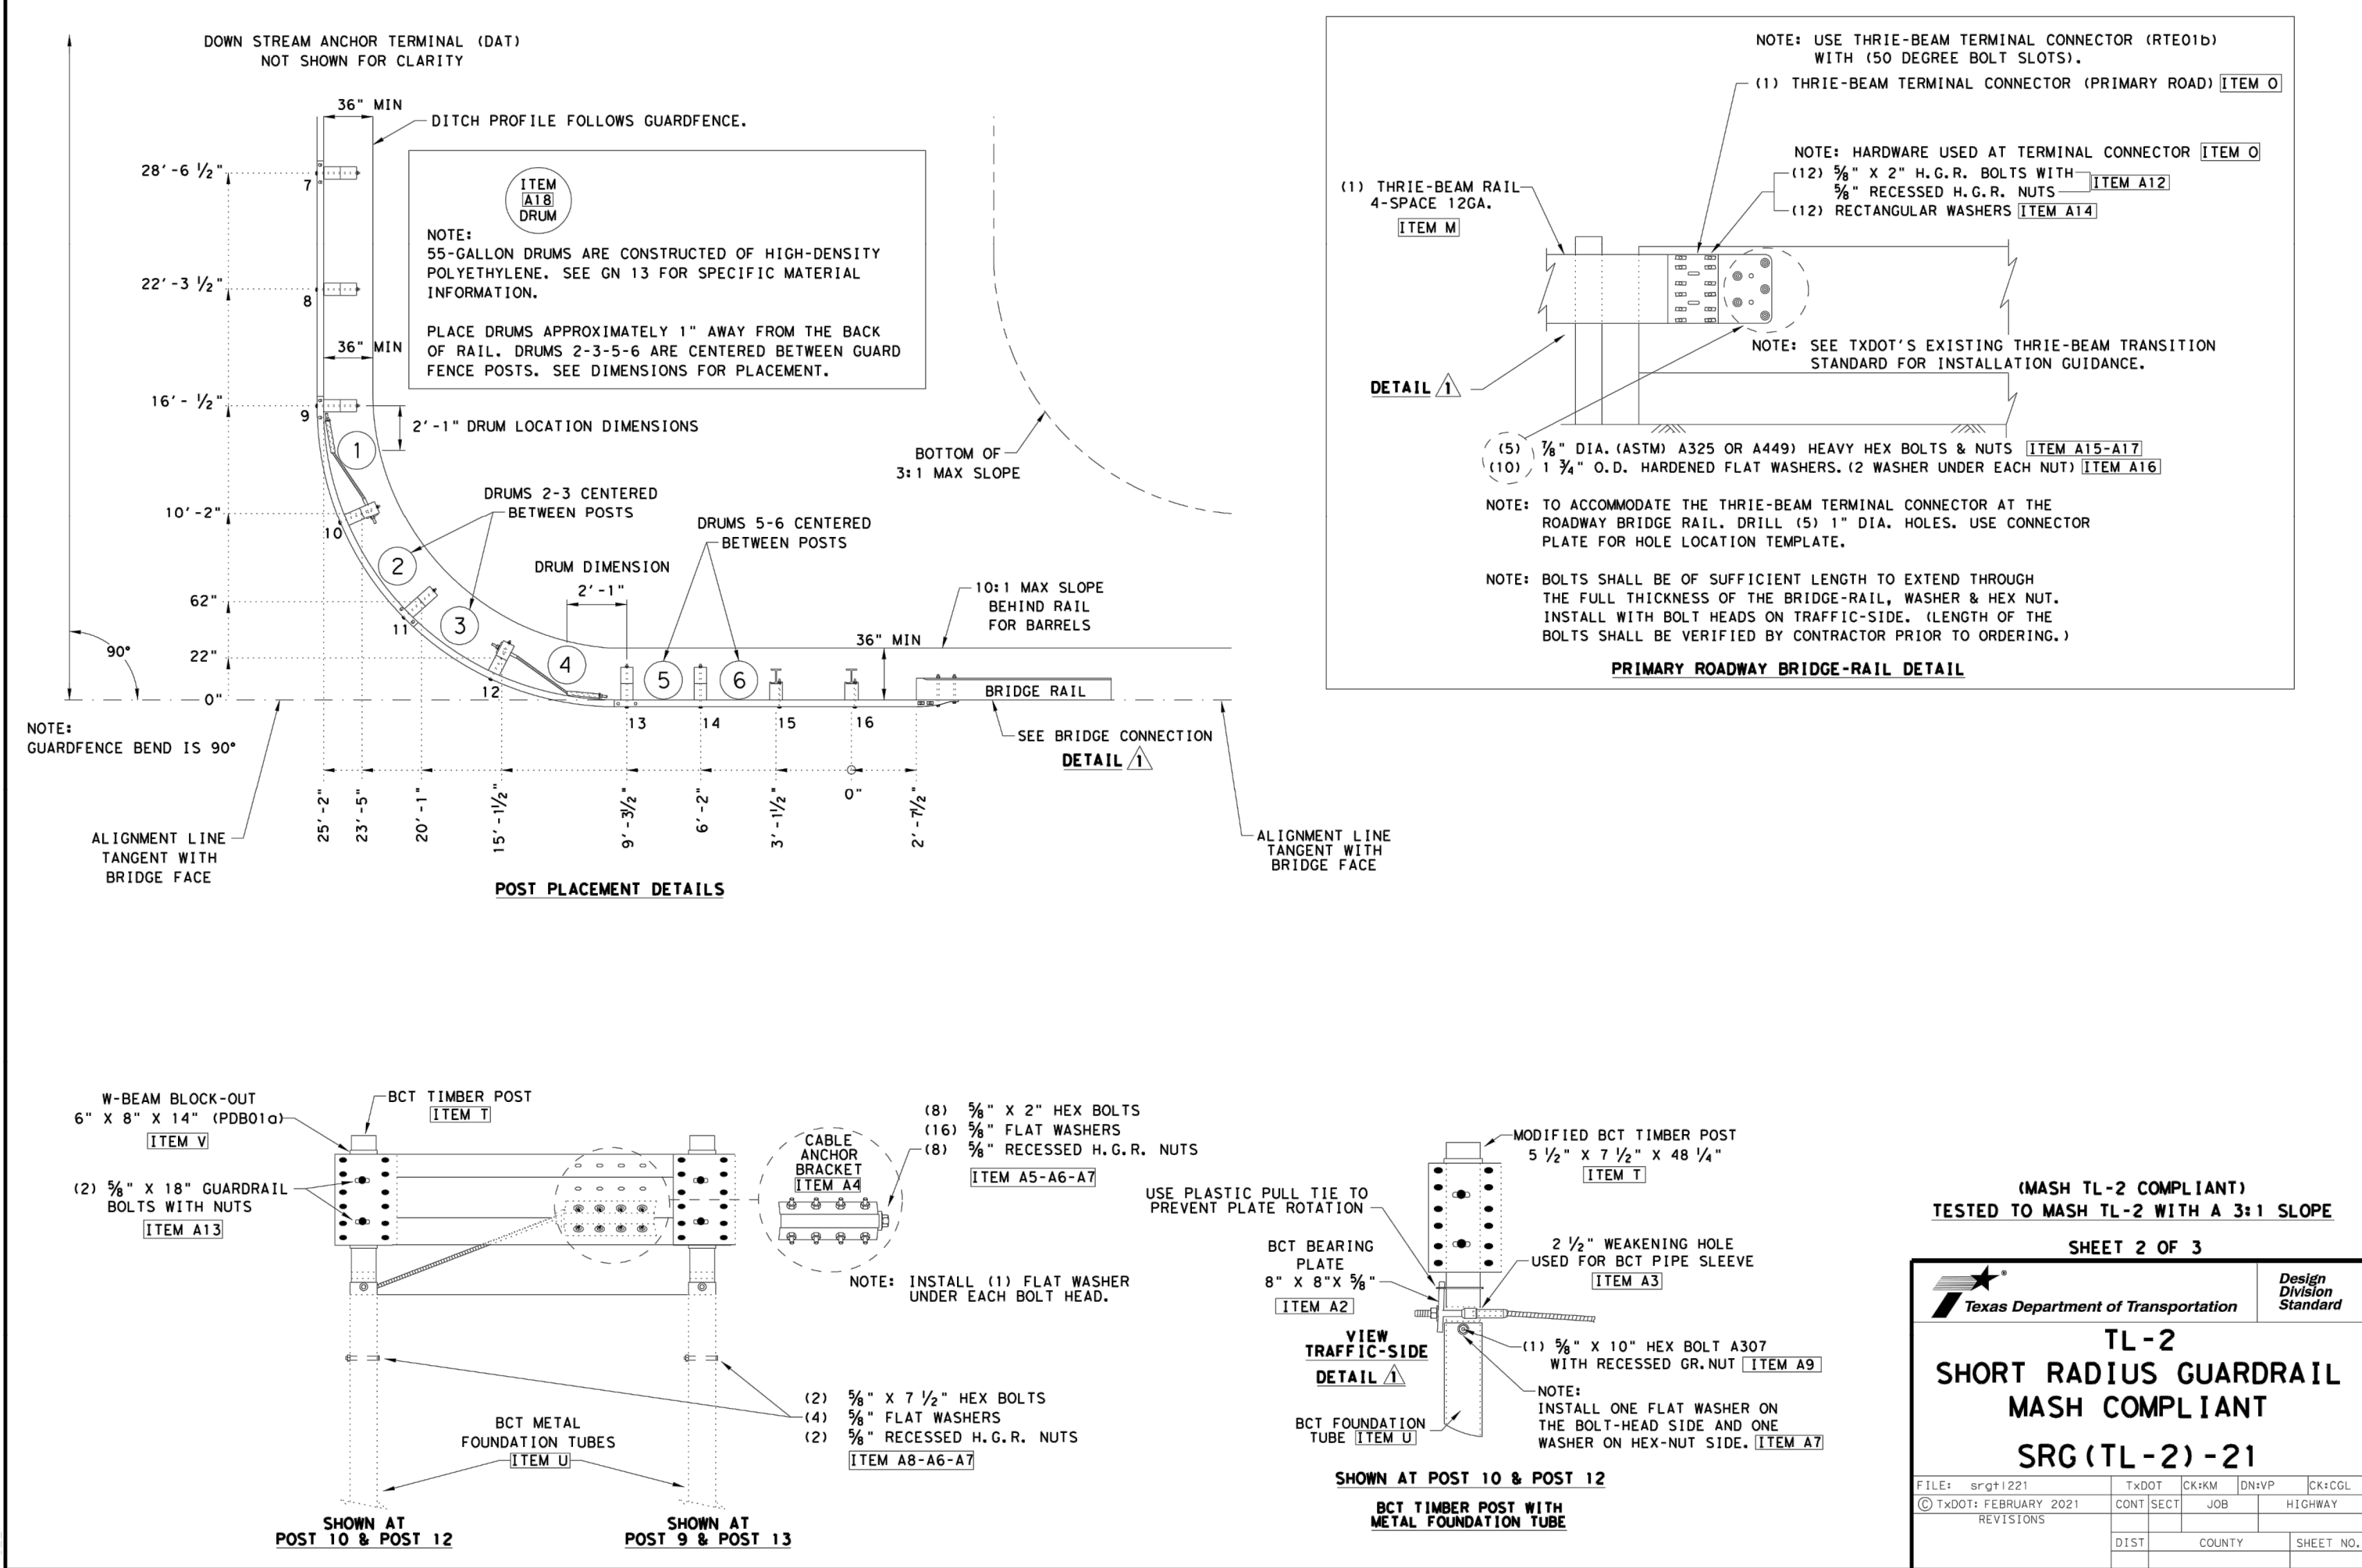 DOWN STREAM ANCHOR TERMINAL (DAT)
NOT SHOWN FOR CLARITY
36" MIN
DITCH PROFILE FOLLOWS GUARDFENCE.
28'-6 ½"
7
22'-3 ½"
8
36" MIN
16'- ½"
9
2'-1" DRUM LOCATION DIMENSIONS
1
10'-2"
10
DRUMS 2-3 CENTERED
BETWEEN POSTS
2
62"
11
3
DRUM DIMENSION
2'-1"
22"
12
4
90°
0"
ITEM
A18
DRUM
NOTE:
55-GALLON DRUMS ARE CONSTRUCTED OF HIGH-DENSITY
POLYETHYLENE. SEE GN 13 FOR SPECIFIC MATERIAL
INFORMATION.
PLACE DRUMS APPROXIMATELY 1" AWAY FROM THE BACK
OF RAIL. DRUMS 2-3-5-6 ARE CENTERED BETWEEN GUARD
FENCE POSTS. SEE DIMENSIONS FOR PLACEMENT.
BOTTOM OF
3:1 MAX SLOPE
DRUMS 5-6 CENTERED
BETWEEN POSTS
5
6
10:1 MAX SLOPE
BEHIND RAIL
FOR BARRELS
36" MIN
BRIDGE RAIL
13
14
15
16
SEE BRIDGE CONNECTION
DETAIL 1
NOTE:
GUARDFENCE BEND IS 90°
25'-2"
23'-5"
20'-1"
15'-1½"
9'-3½"
6'-2"
3'-1½"
0"
2'-7½"
ALIGNMENT LINE
TANGENT WITH
BRIDGE FACE
ALIGNMENT LINE
TANGENT WITH
BRIDGE FACE
POST PLACEMENT DETAILS
NOTE: USE THRIE-BEAM TERMINAL CONNECTOR (RTE01b)
WITH (50 DEGREE BOLT SLOTS).
(1) THRIE-BEAM TERMINAL CONNECTOR (PRIMARY ROAD) ITEM O
NOTE: HARDWARE USED AT TERMINAL CONNECTOR ITEM O
(12) ⅝" X 2" H.G.R. BOLTS WITH
⅝" RECESSED H.G.R. NUTS
ITEM A12
(12) RECTANGULAR WASHERS ITEM A14
(1) THRIE-BEAM RAIL
4-SPACE 12GA.
ITEM M
NOTE: SEE TXDOT'S EXISTING THRIE-BEAM TRANSITION
STANDARD FOR INSTALLATION GUIDANCE.
DETAIL 1
(5) ⅞" DIA.(ASTM) A325 OR A449) HEAVY HEX BOLTS & NUTS ITEM A15-A17
(10) 1 ¾" O.D. HARDENED FLAT WASHERS.(2 WASHER UNDER EACH NUT) ITEM A16
NOTE: TO ACCOMMODATE THE THRIE-BEAM TERMINAL CONNECTOR AT THE
ROADWAY BRIDGE RAIL. DRILL (5) 1" DIA. HOLES. USE CONNECTOR
PLATE FOR HOLE LOCATION TEMPLATE.
NOTE: BOLTS SHALL BE OF SUFFICIENT LENGTH TO EXTEND THROUGH
THE FULL THICKNESS OF THE BRIDGE-RAIL, WASHER & HEX NUT.
INSTALL WITH BOLT HEADS ON TRAFFIC-SIDE. (LENGTH OF THE
BOLTS SHALL BE VERIFIED BY CONTRACTOR PRIOR TO ORDERING.)
PRIMARY ROADWAY BRIDGE-RAIL DETAIL
W-BEAM BLOCK-OUT
6" X 8" X 14" (PDB01a)
ITEM V
BCT TIMBER POST
ITEM T
(2) ⅝" X 18" GUARDRAIL
BOLTS WITH NUTS
ITEM A13
CABLE
ANCHOR
BRACKET
ITEM A4
(8) ⅝" X 2" HEX BOLTS
(16) ⅝" FLAT WASHERS
(8) ⅝" RECESSED H.G.R. NUTS
ITEM A5-A6-A7
NOTE: INSTALL (1) FLAT WASHER
UNDER EACH BOLT HEAD.
(2) ⅝" X 7 ½" HEX BOLTS
(4) ⅝" FLAT WASHERS
(2) ⅝" RECESSED H.G.R. NUTS
ITEM A8-A6-A7
BCT METAL
FOUNDATION TUBES
ITEM U
SHOWN AT
POST 10 & POST 12
SHOWN AT
POST 9 & POST 13
MODIFIED BCT TIMBER POST
5 ½" X 7 ½" X 48 ¼"
ITEM T
USE PLASTIC PULL TIE TO
PREVENT PLATE ROTATION
BCT BEARING
PLATE
8" X 8"X ⅝"
ITEM A2
2 ½" WEAKENING HOLE
USED FOR BCT PIPE SLEEVE
ITEM A3
VIEW
TRAFFIC-SIDE
DETAIL 1
(1) ⅝" X 10" HEX BOLT A307
WITH RECESSED GR.NUT ITEM A9
NOTE:
INSTALL ONE FLAT WASHER ON
THE BOLT-HEAD SIDE AND ONE
WASHER ON HEX-NUT SIDE. ITEM A7
BCT FOUNDATION
TUBE ITEM U
SHOWN AT POST 10 & POST 12
BCT TIMBER POST WITH
METAL FOUNDATION TUBE
(MASH TL-2 COMPLIANT)
TESTED TO MASH TL-2 WITH A 3:1 SLOPE
SHEET 2 OF 3
Texas Department of Transportation
Design
Division
Standard
TL-2
SHORT RADIUS GUARDRAIL
MASH COMPLIANT
SRG(TL-2)-21
FILE: srgtl221 TxDOT CK:KM DN:VP CK:CGL
© TxDOT: FEBRUARY 2021 CONT SECT JOB HIGHWAY
REVISIONS
DIST COUNTY SHEET NO.